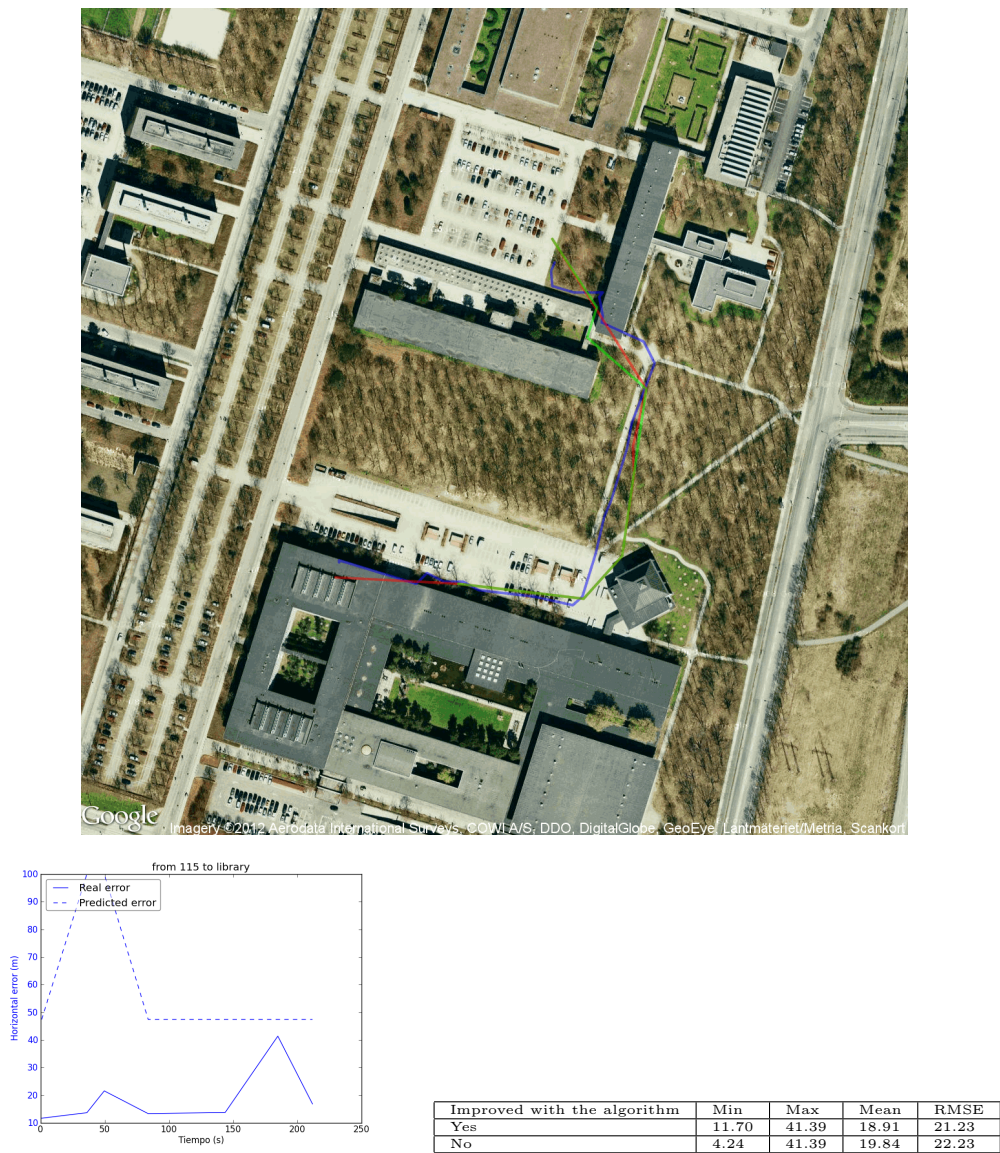 Google
Imagery ©2012 Aerodata International Surveys, COWI A/S, DDO, DigitalGlobe, GeoEye, Lantmateriet/Metria, Scankort
from 115 to library
Real error
Predicted error
100
90
80
70
60
50
40
30
20
10
Horizontal error (m)
0 50 100 150 200 250
Tiempo (s)
Improved with the algorithm Min Max Mean RMSE
Yes 11.70 41.39 18.91 21.23
No 4.24 41.39 19.84 22.23